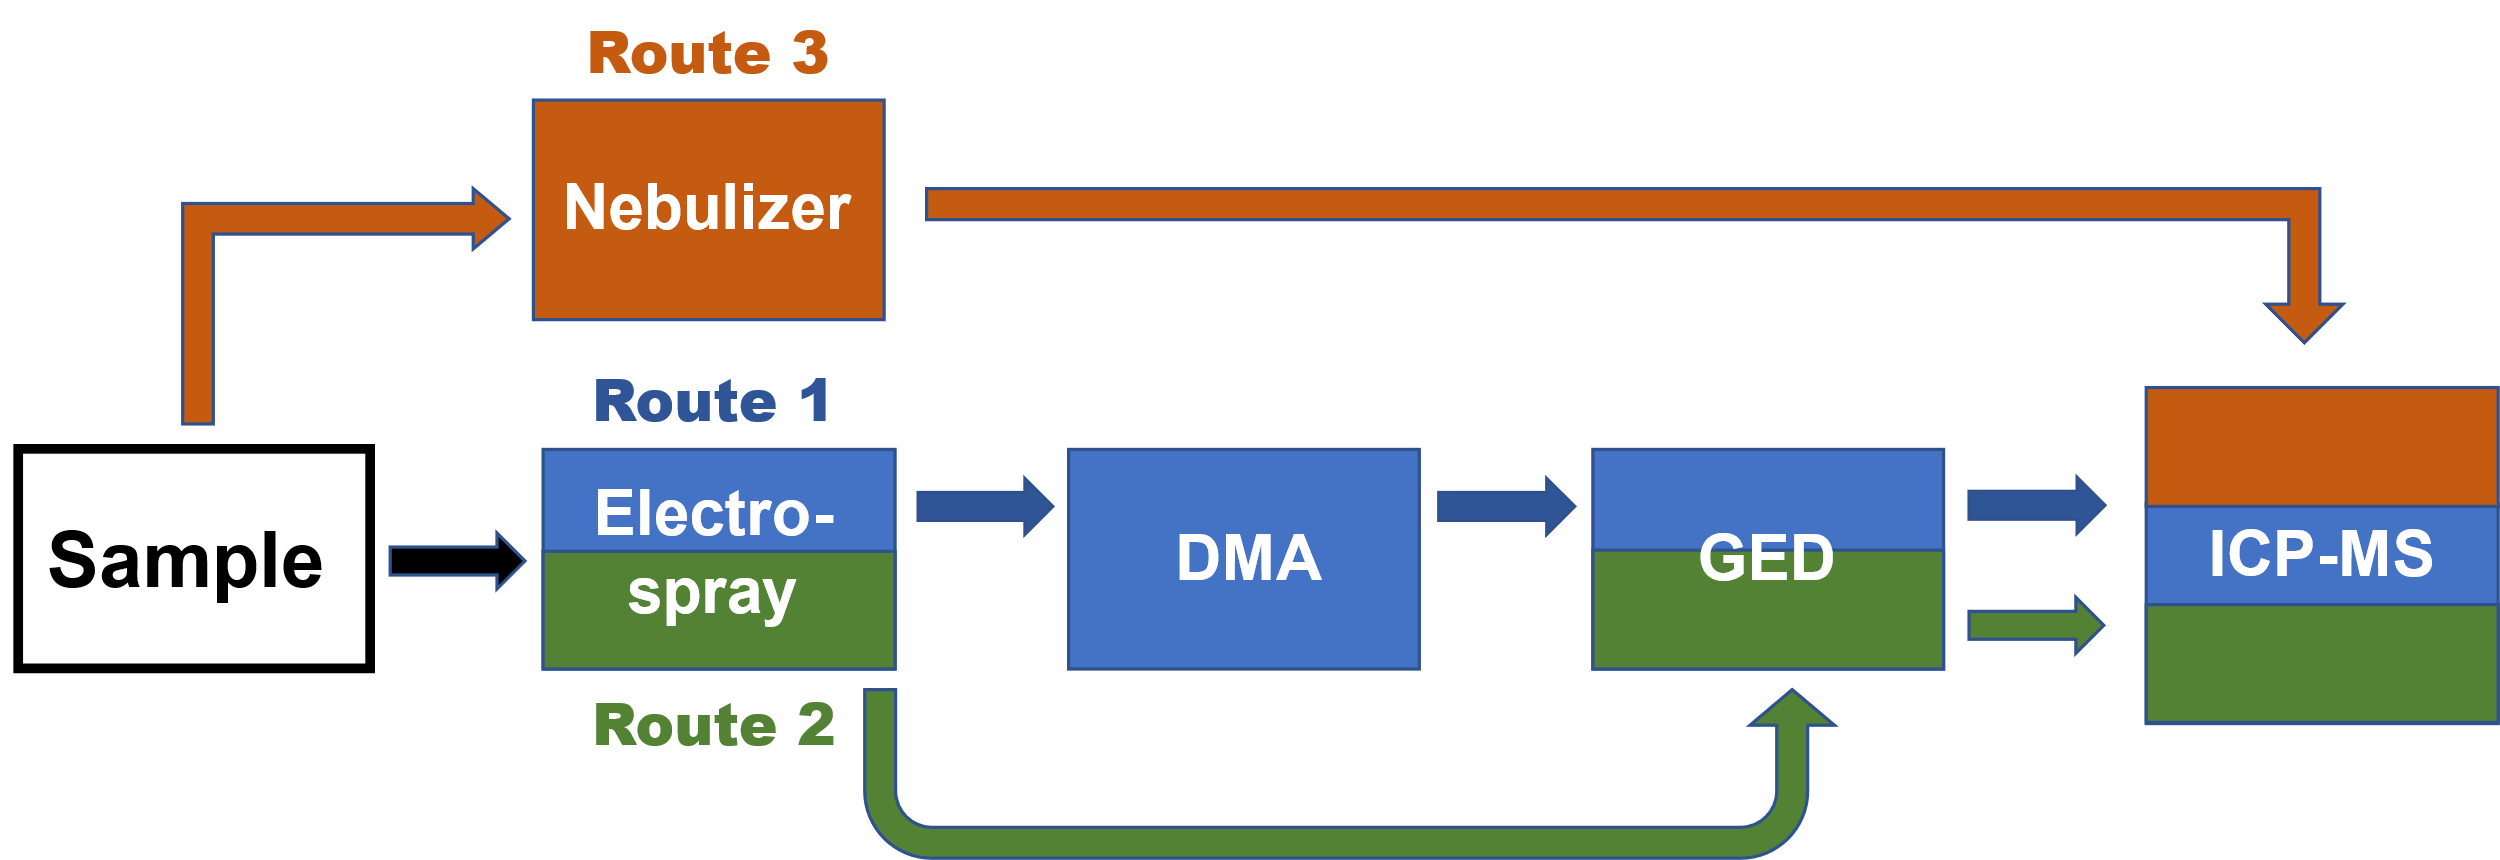 Route 3
Nebulizer
Route 1
Sample
Electro-
spray
DMA
GED
ICP-MS
Route 2